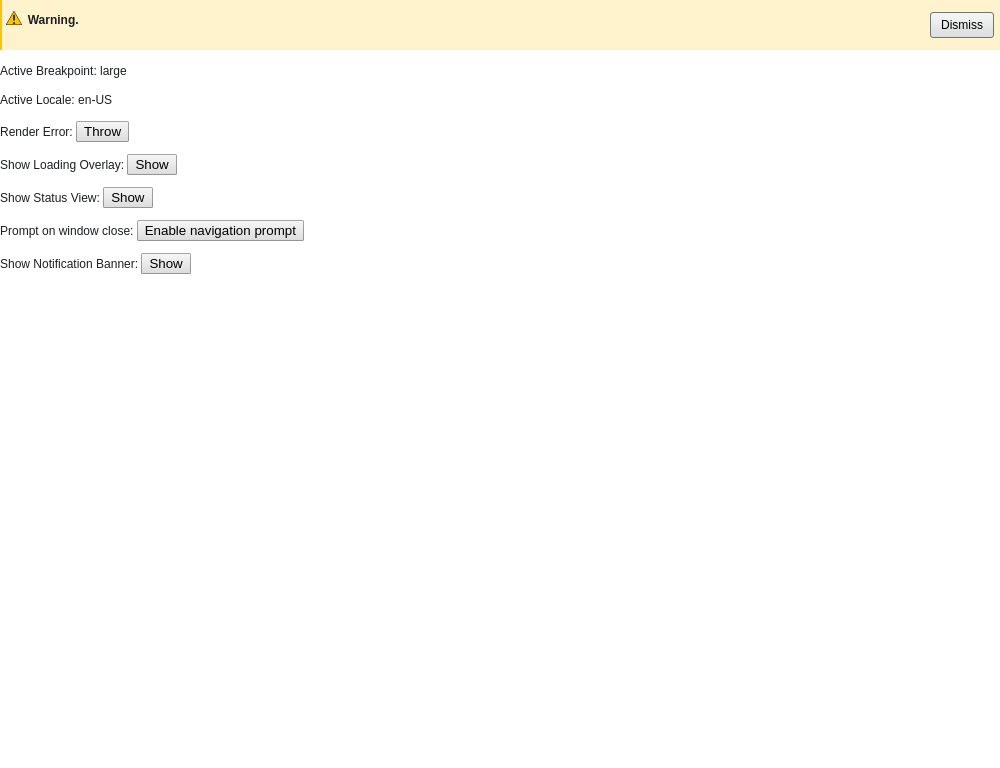 Warning.
Dismiss
Active Breakpoint: large
Active Locale: en-US
Render Error: Throw
Show Loading Overlay: Show
Show Status View: Show
Prompt on window close: Enable navigation prompt
Show Notification Banner: Show